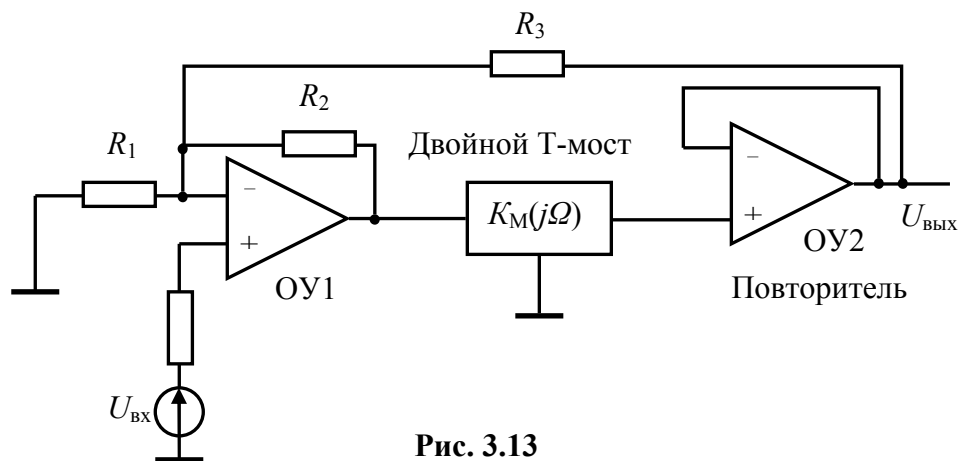 R3
R2
R1
Двойной Т-мост
−
+
ОУ1
KМ(jΩ)
−
+
ОУ2
Uвых
Повторитель
Uвх
Рис. 3.13